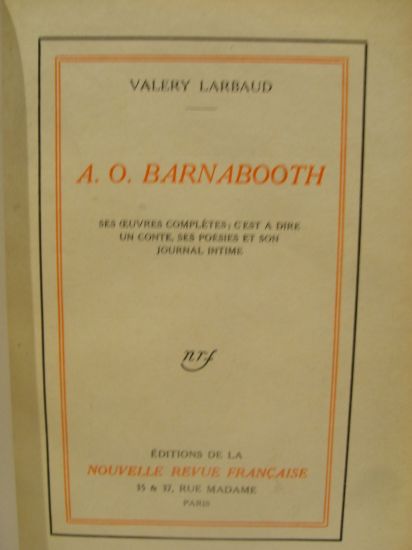 VALERY LARBAUD
A. O. BARNABOOTH
SES ŒUVRES COMPLÈTES; C'EST A DIRE
UN CONTE, SES POÉSIES ET SON
JOURNAL INTIME
nrf
ÉDITIONS DE LA
NOUVELLE REVUE FRANÇAISE
35 & 37, RUE MADAME
PARIS